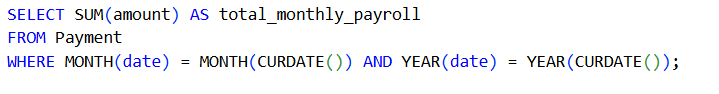 SELECT SUM(amount) AS total_monthly_payroll
FROM Payment
WHERE MONTH(date) = MONTH(CURDATE()) AND YEAR(date) = YEAR(CURDATE());